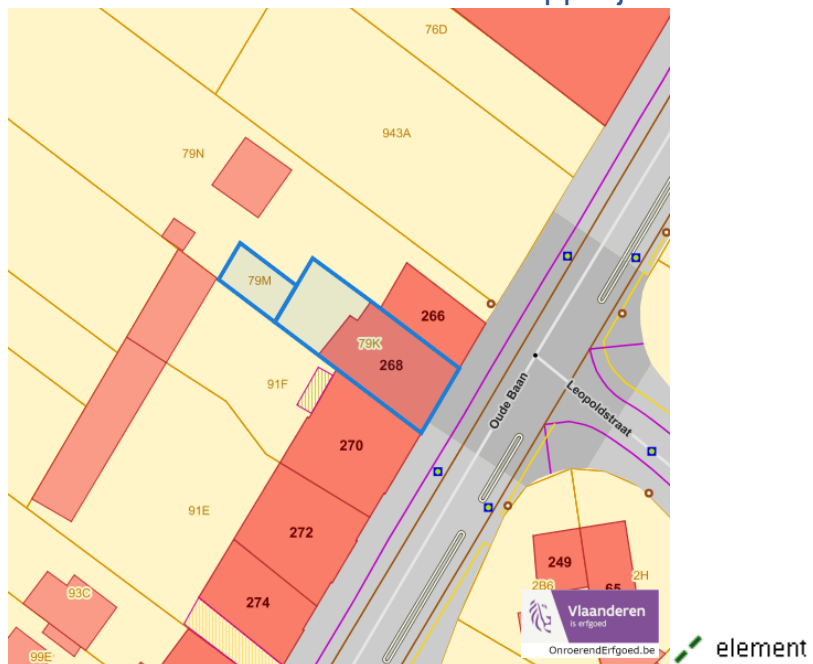 76D
943A
79N
79M
266
79K
268
91F
Oude Baan
Leopoldstraat
270
91E
272
249
93C
274
2B6
65
2H
99E
Vlaanderen
is erfgoed
OnroerendErfgoed.be
element